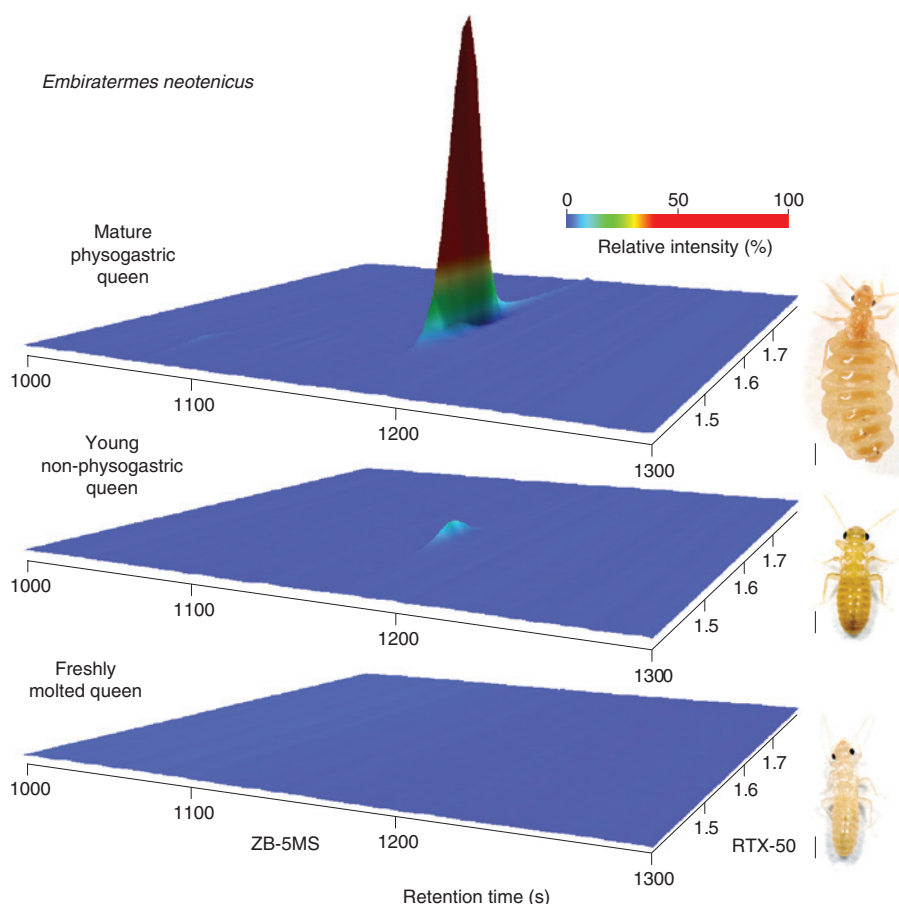 Embiratermes neotenicus
0 50 100
Relative intensity (%)
Mature
physogastric
queen
1000
1100
1200
1300
1.5
1.6
1.7
Young
non-physogastric
queen
1000
1100
1200
1300
1.5
1.6
1.7
Freshly
molted queen
1000
1100
1200
1300
1.5
1.6
1.7
ZB-5MS
RTX-50
Retention time (s)